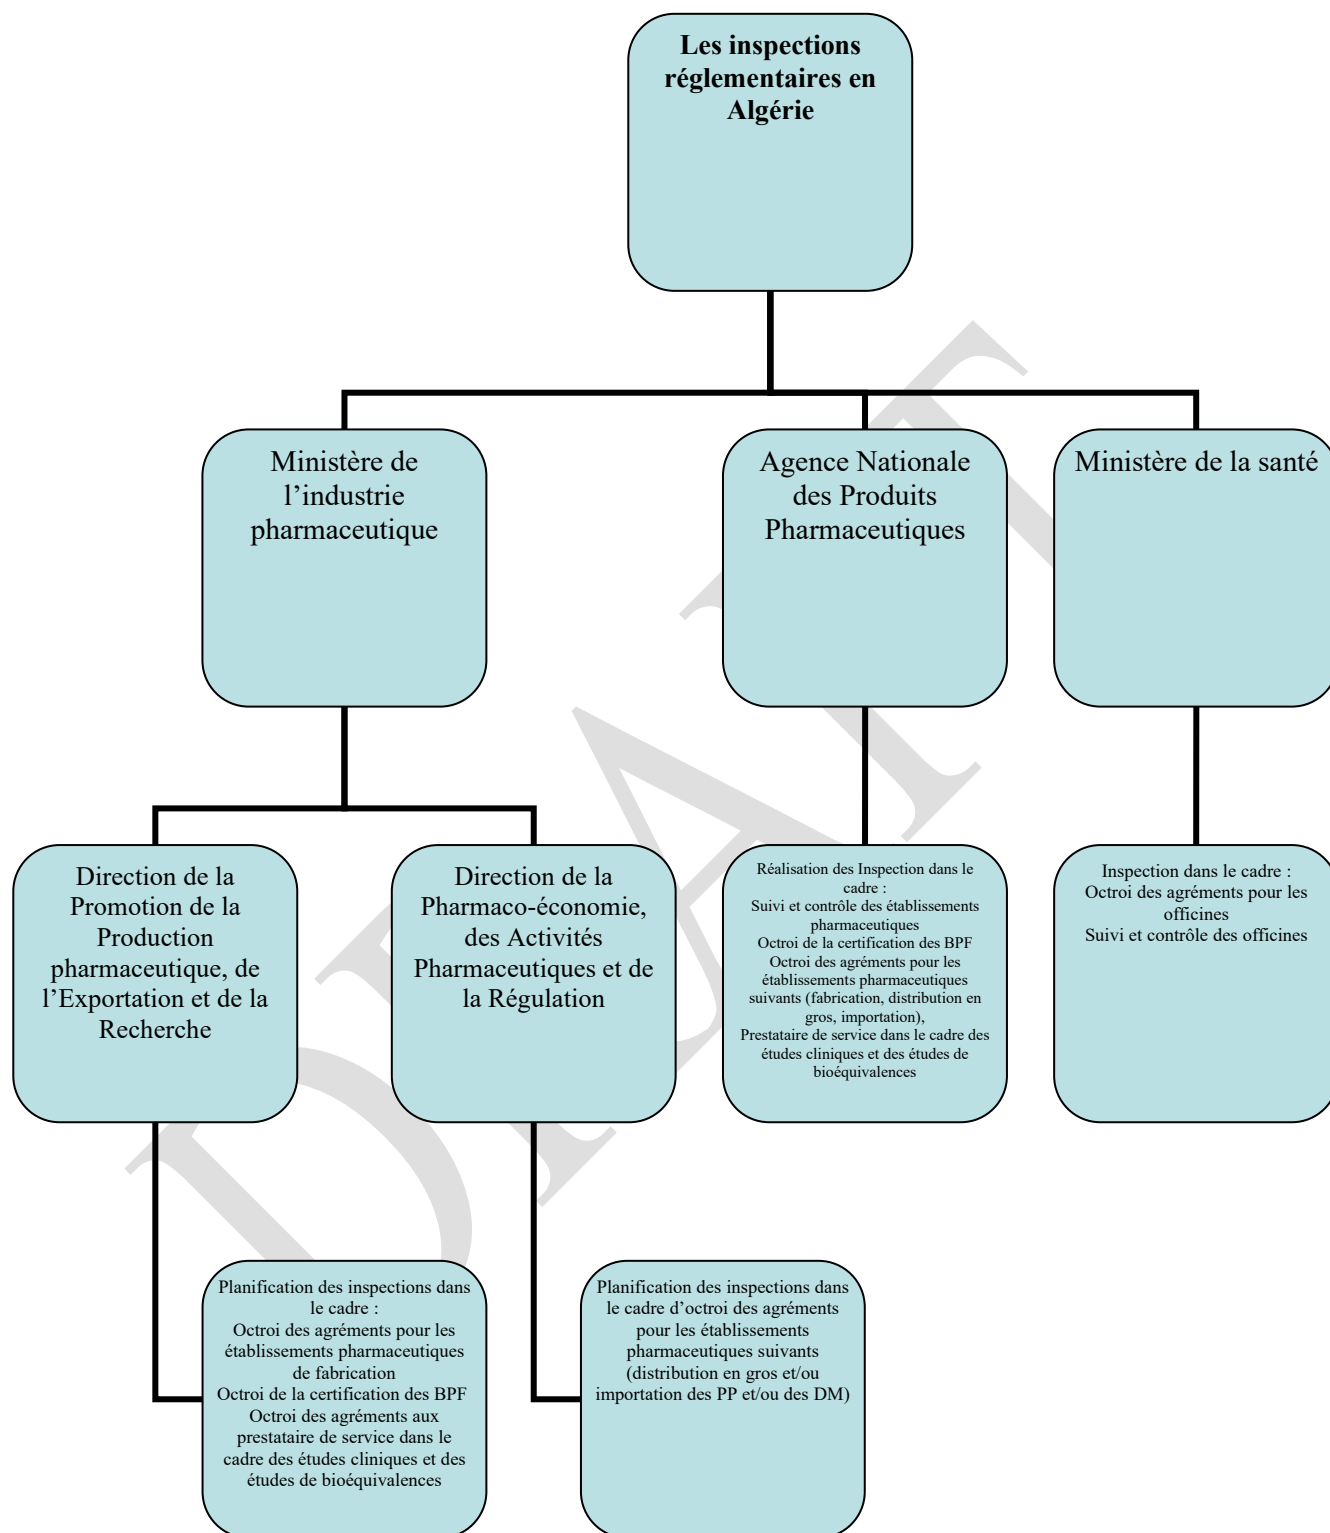 Les inspections
réglementaires en
Algérie
Ministère de
l’industrie
pharmaceutique
Agence Nationale
des Produits
Pharmaceutiques
Ministère de la santé
Direction de la
Promotion de la
Production
pharmaceutique, de
l’Exportation et de la
Recherche
Direction de la
Pharmaco-économie,
des Activités
Pharmaceutiques et de
la Régulation
Réalisation des Inspection dans le
cadre :
Suivi et contrôle des établissements
pharmaceutiques
Octroi de la certification des BPF
Octroi des agréments pour les
établissements pharmaceutiques
suivants (fabrication, distribution en
gros, importation),
Prestataire de service dans le cadre des
études cliniques et des études de
bioéquivalences
Inspection dans le cadre :
Octroi des agréments pour les
officines
Suivi et contrôle des officines
Planification des inspections dans
le cadre :
Octroi des agréments pour les
établissements pharmaceutiques
de fabrication
Octroi de la certification des BPF
Octroi des agréments aux
prestataire de service dans le
cadre des études cliniques et des
études de bioéquivalences
Planification des inspections dans
le cadre d’octroi des agréments
pour les établissements
pharmaceutiques suivants
(distribution en gros et/ou
importation des PP et/ou des DM)
DRAFT